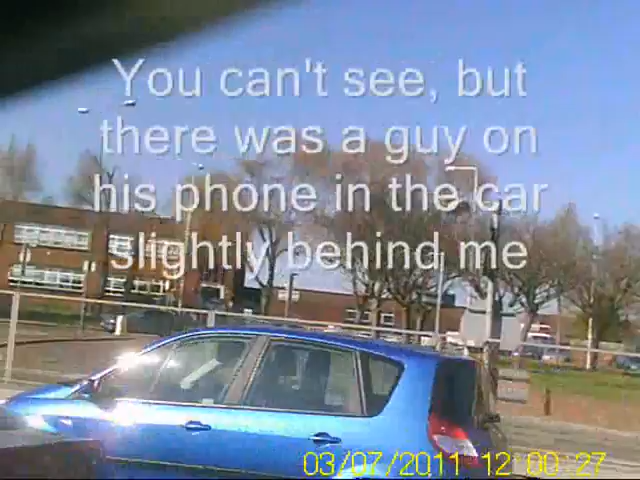 You can't see, but
there was a guy on
his phone in the car
slightly behind me
03/07/2011 12:00:27